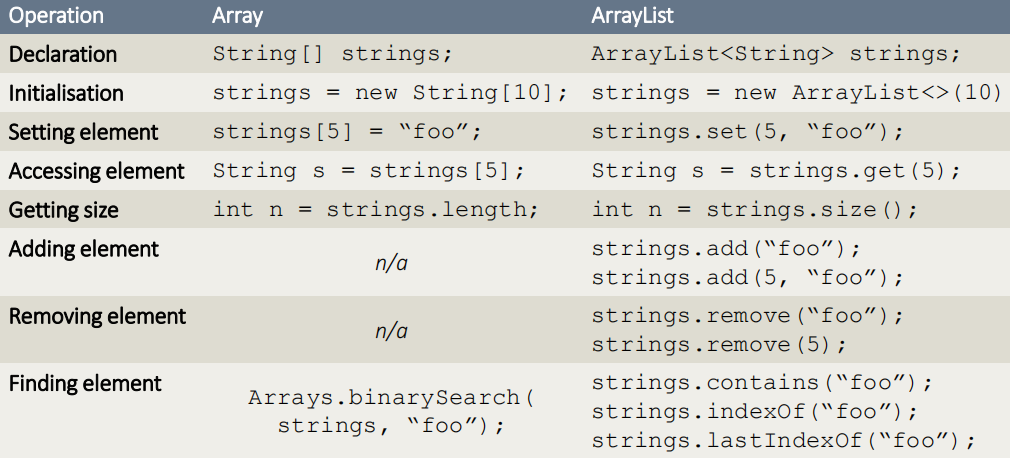 Operation Array ArrayList
Declaration String[] strings; ArrayList<String> strings;
Initialisation strings = new String[10]; strings = new ArrayList<>(10)
Setting element strings[5] = “foo”; strings.set(5, “foo”);
Accessing element String s = strings[5]; String s = strings.get(5);
Getting size int n = strings.length; int n = strings.size();
Adding element n/a strings.add(“foo”);
strings.add(5, “foo”);
Removing element n/a strings.remove(“foo”);
strings.remove(5);
Finding element Arrays.binarySearch( strings.contains(“foo”);
strings, “foo”); strings.indexOf(“foo”);
strings.lastIndexOf(“foo”);